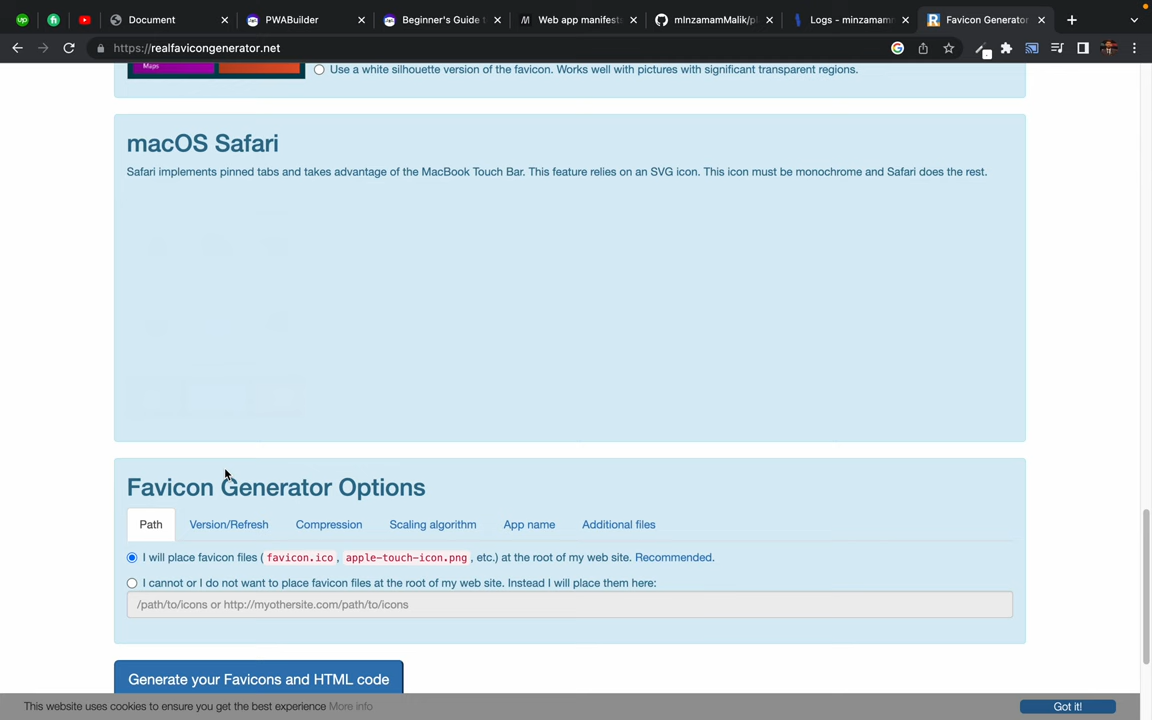 Document
PWABuilder
Beginner's Guide
Web app manifests
mInzamamMalik/p
Logs - minzamam
Favicon Generator
https://realfavicongenerator.net
Maps
Use a white silhouette version of the favicon. Works well with pictures with significant transparent regions.
macOS Safari
Safari implements pinned tabs and takes advantage of the MacBook Touch Bar. This feature relies on an SVG icon. This icon must be monochrome and Safari does the rest.
Favicon Generator Options
Path
Version/Refresh
Compression
Scaling algorithm
App name
Additional files
I will place favicon files ( favicon.ico , apple-touch-icon.png , etc.) at the root of my web site. Recommended.
I cannot or I do not want to place favicon files at the root of my web site. Instead I will place them here:
/path/to/icons or http://myothersite.com/path/to/icons
Generate your Favicons and HTML code
This website uses cookies to ensure you get the best experience More info
Got it!